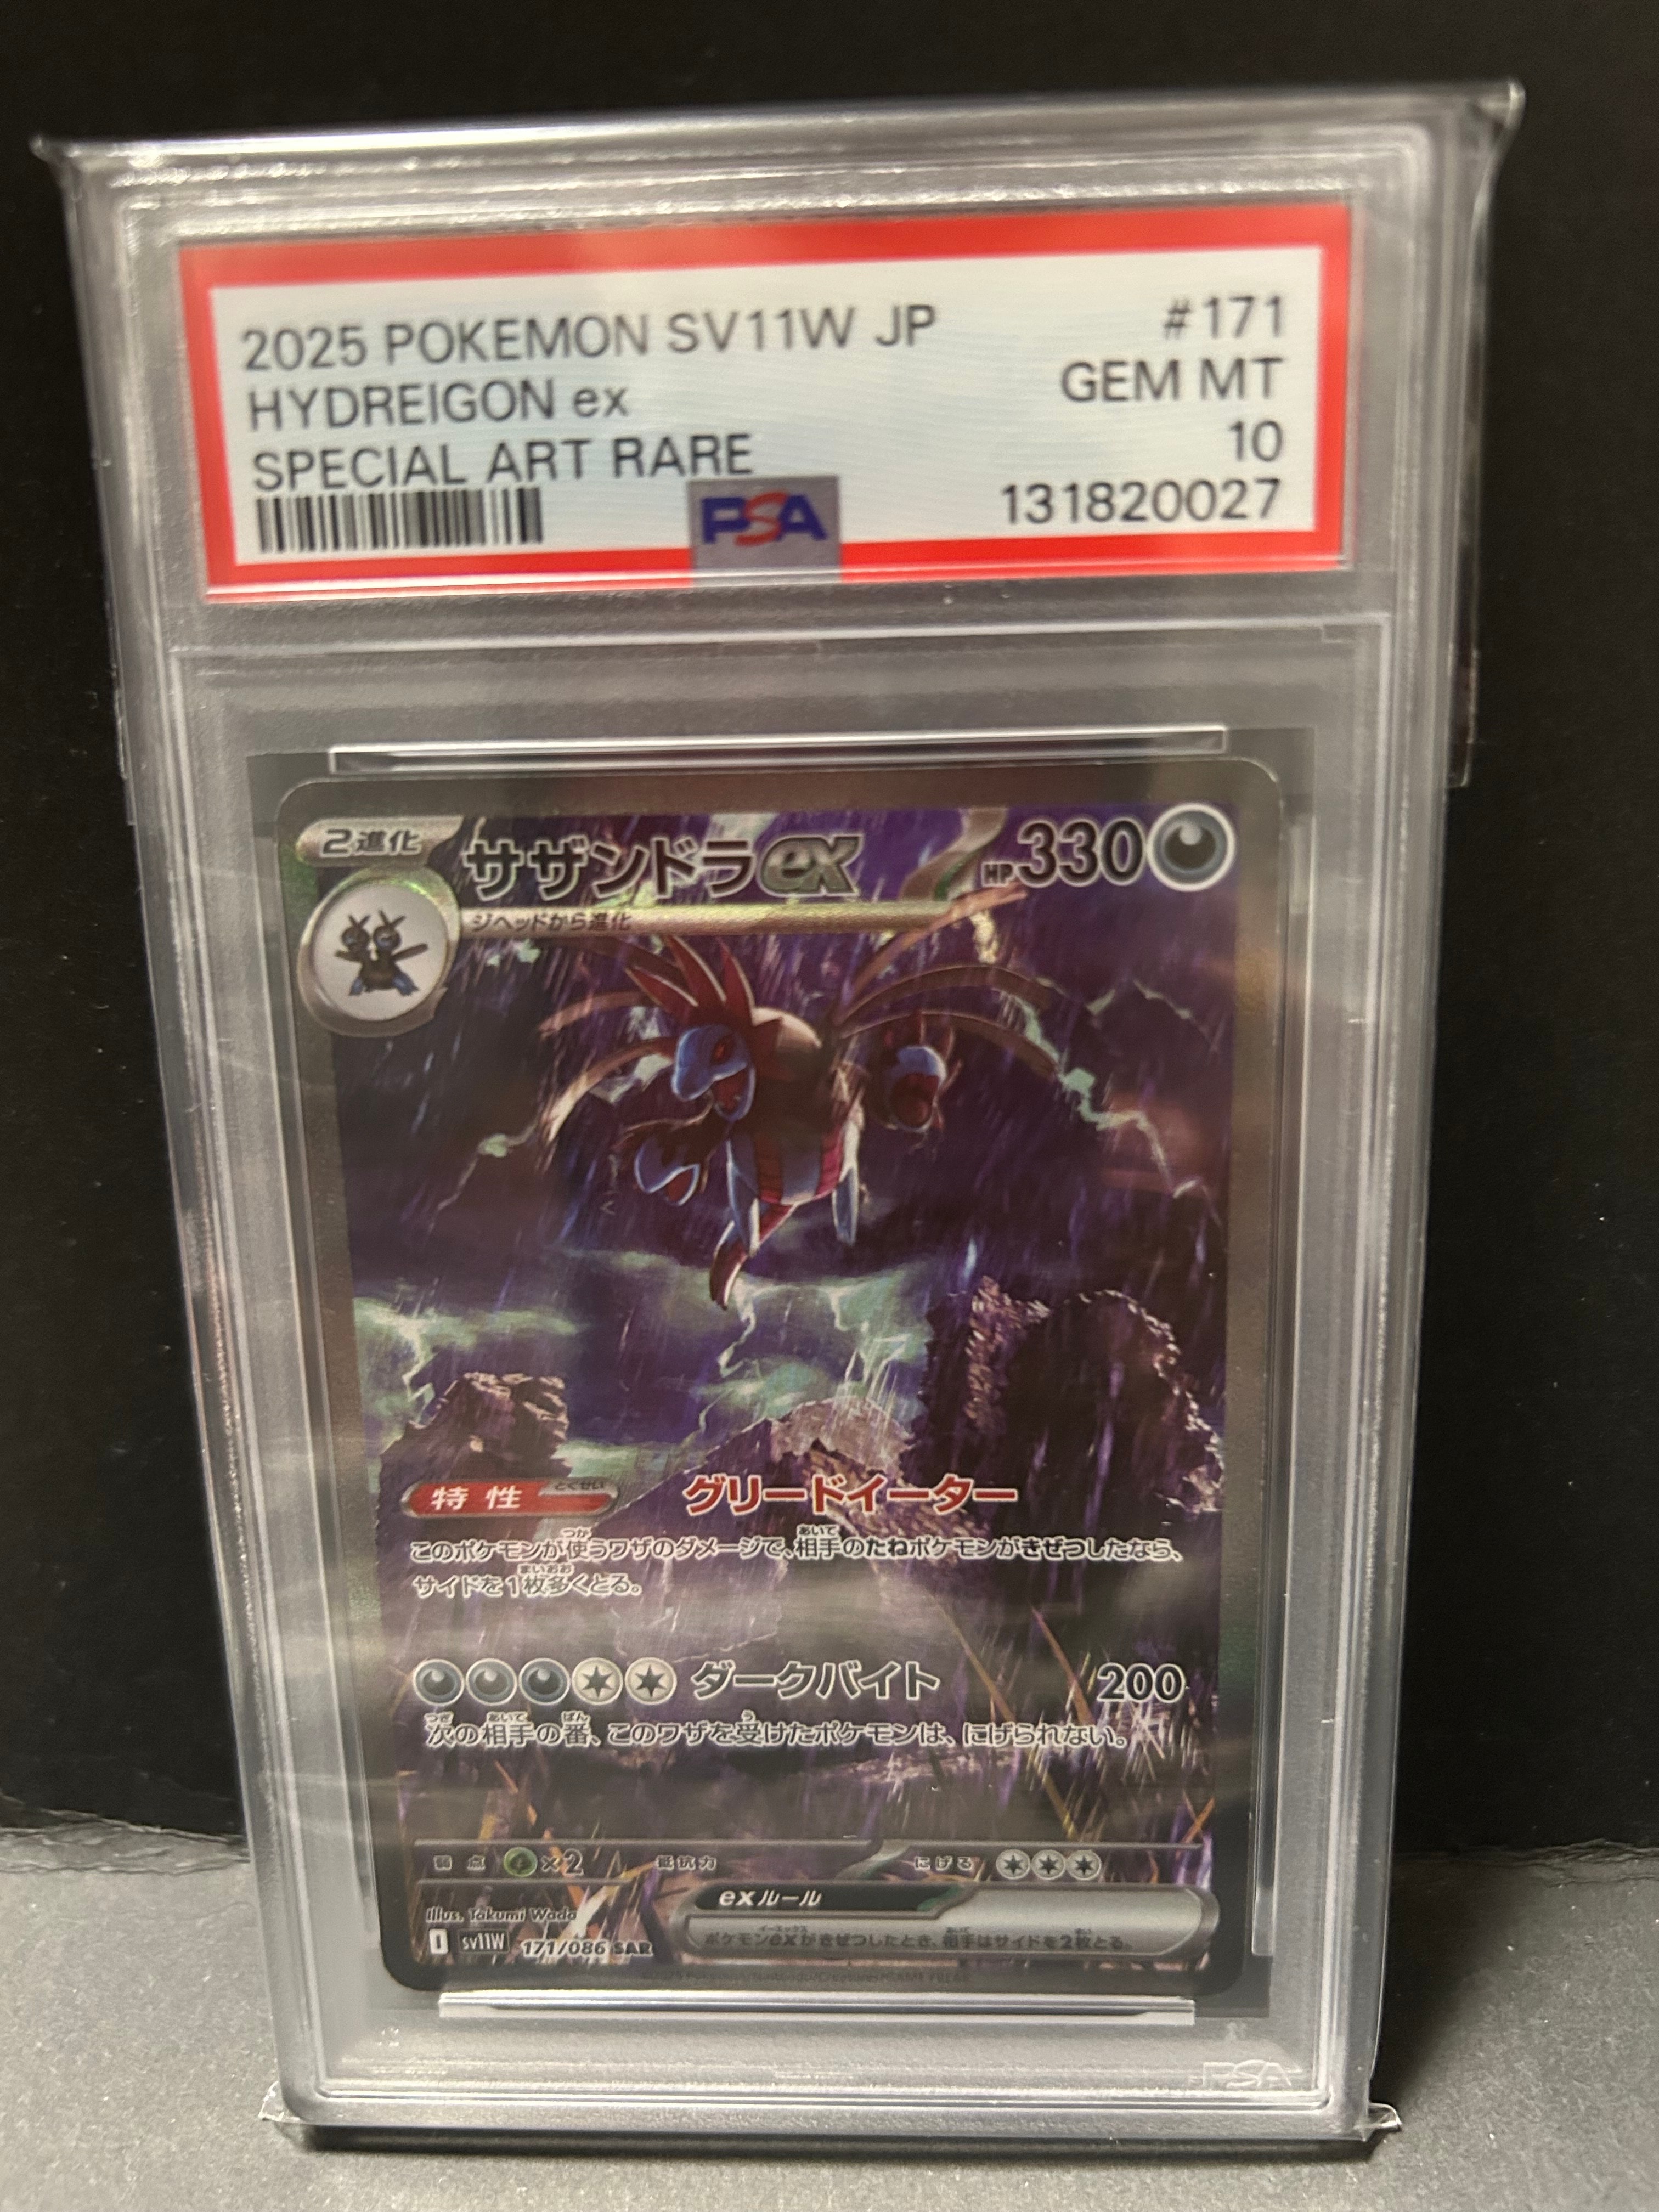 2025 POKEMON SV11W JP #171
HYDREIGON ex GEM MT
SPECIAL ART RARE 10
PSA 131820027
2進化 サザンドラex HP330
ジヘッドから進化
特性 とくせい グリードイーター
このポケモンが使うワザのダメージで、相手のたねポケモンがきぜつしたなら、
サイドを1枚多くとる。
ダークバイト 200
次の相手の番、このワザを受けたポケモンは、にげられない。
弱点 ×2 抵抗力 にげる
exルール
Illus. Takumi Wada
ポケモンexがきぜつしたとき、相手はサイドを2枚とる。
I sv11W 171/086 SAR
PSA